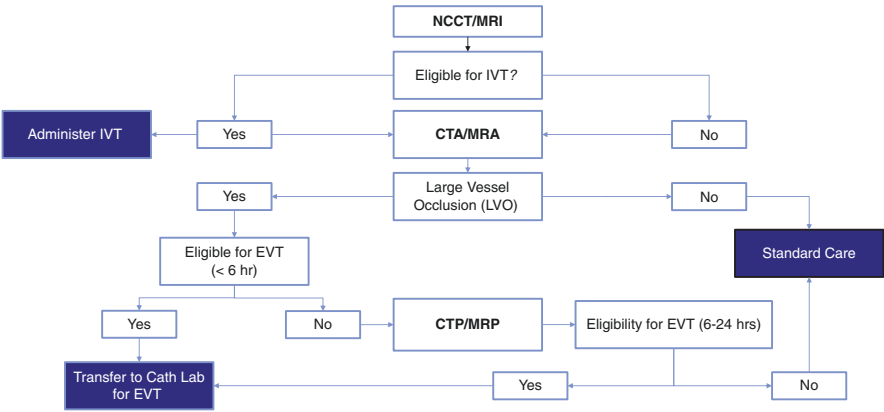 NCCT/MRI
Eligible for IVT?
Administer IVT
Yes
CTA/MRA
No
Yes
Large Vessel
Occlusion (LVO)
No
Eligible for EVT
(< 6 hr)
Standard Care
Yes
No
CTP/MRP
Eligibility for EVT (6-24 hrs)
Transfer to Cath Lab
for EVT
Yes
No